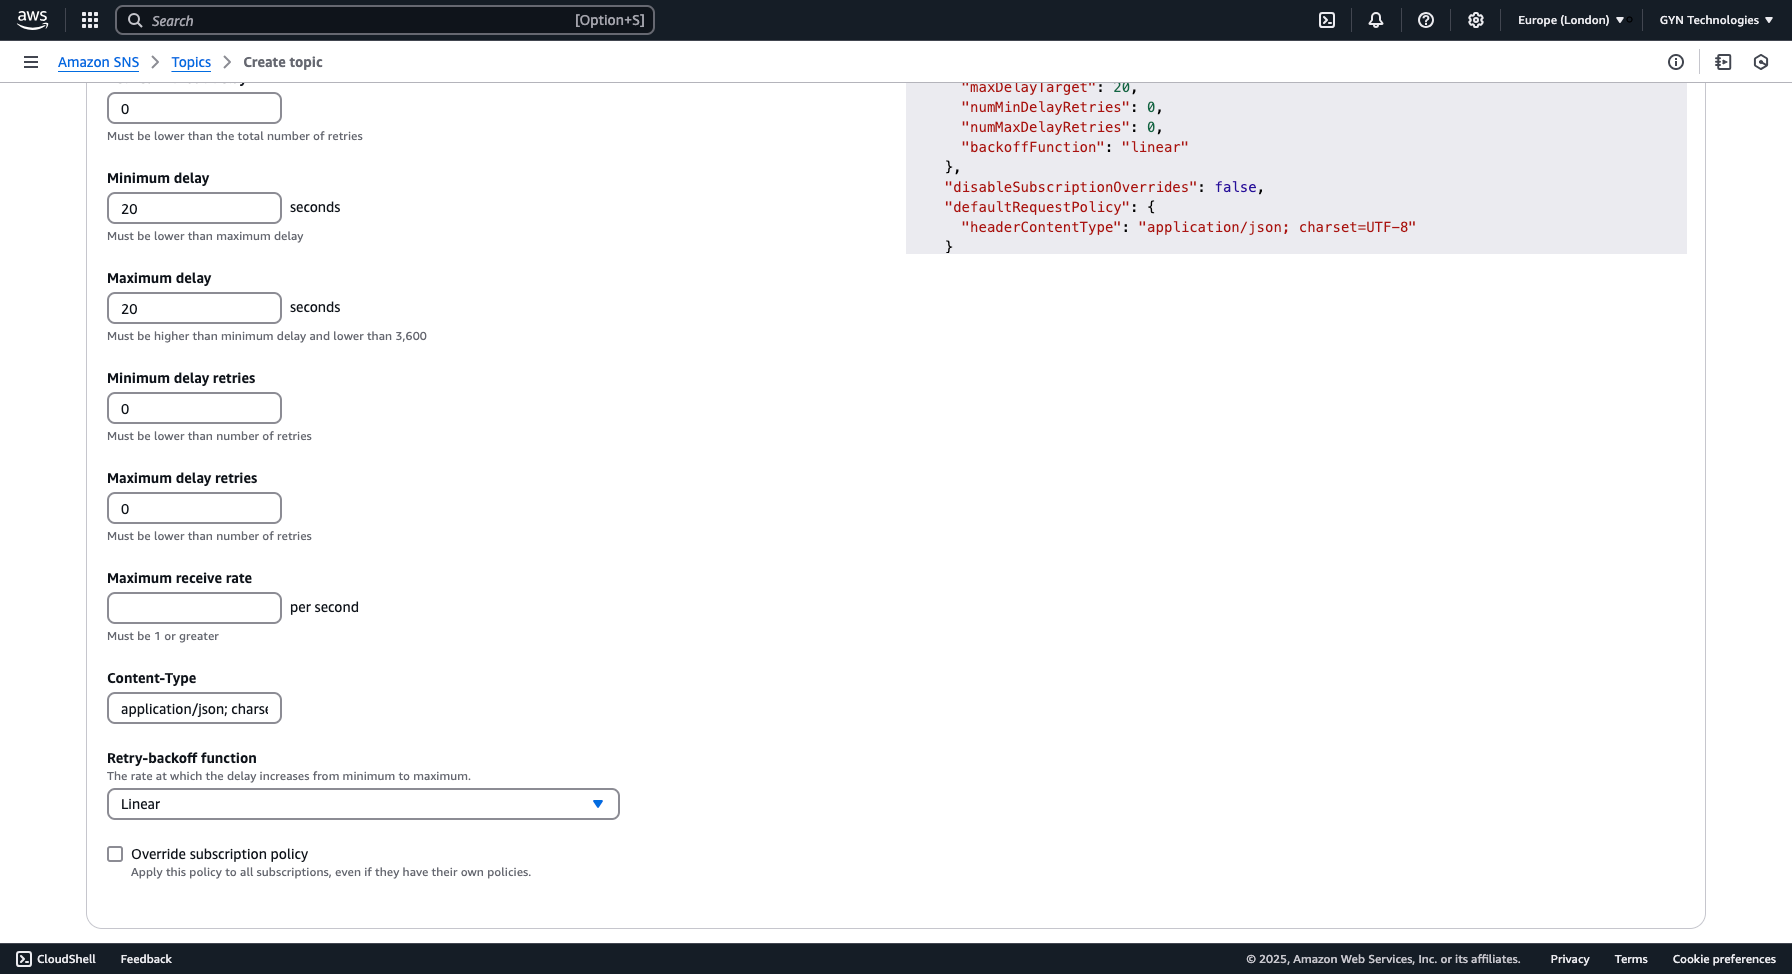 aws
Search
[Option+S]
Europe (London)
GYN Technologies
Amazon SNS
Topics
Create topic
0
Must be lower than the total number of retries
Minimum delay
20
seconds
Must be lower than maximum delay
Maximum delay
20
seconds
Must be higher than minimum delay and lower than 3,600
Minimum delay retries
0
Must be lower than number of retries
Maximum delay retries
0
Must be lower than number of retries
Maximum receive rate
per second
Must be 1 or greater
Content-Type
application/json; charse
Retry-backoff function
The rate at which the delay increases from minimum to maximum.
Linear
Override subscription policy
Apply this policy to all subscriptions, even if they have their own policies.
"maxDelayTarget": 20,
"numMinDelayRetries": 0,
"numMaxDelayRetries": 0,
"backoffFunction": "linear"
},
"disableSubscriptionOverrides": false,
"defaultRequestPolicy": {
"headerContentType": "application/json; charset=UTF-8"
}
CloudShell
Feedback
© 2025, Amazon Web Services, Inc. or its affiliates.
Privacy
Terms
Cookie preferences